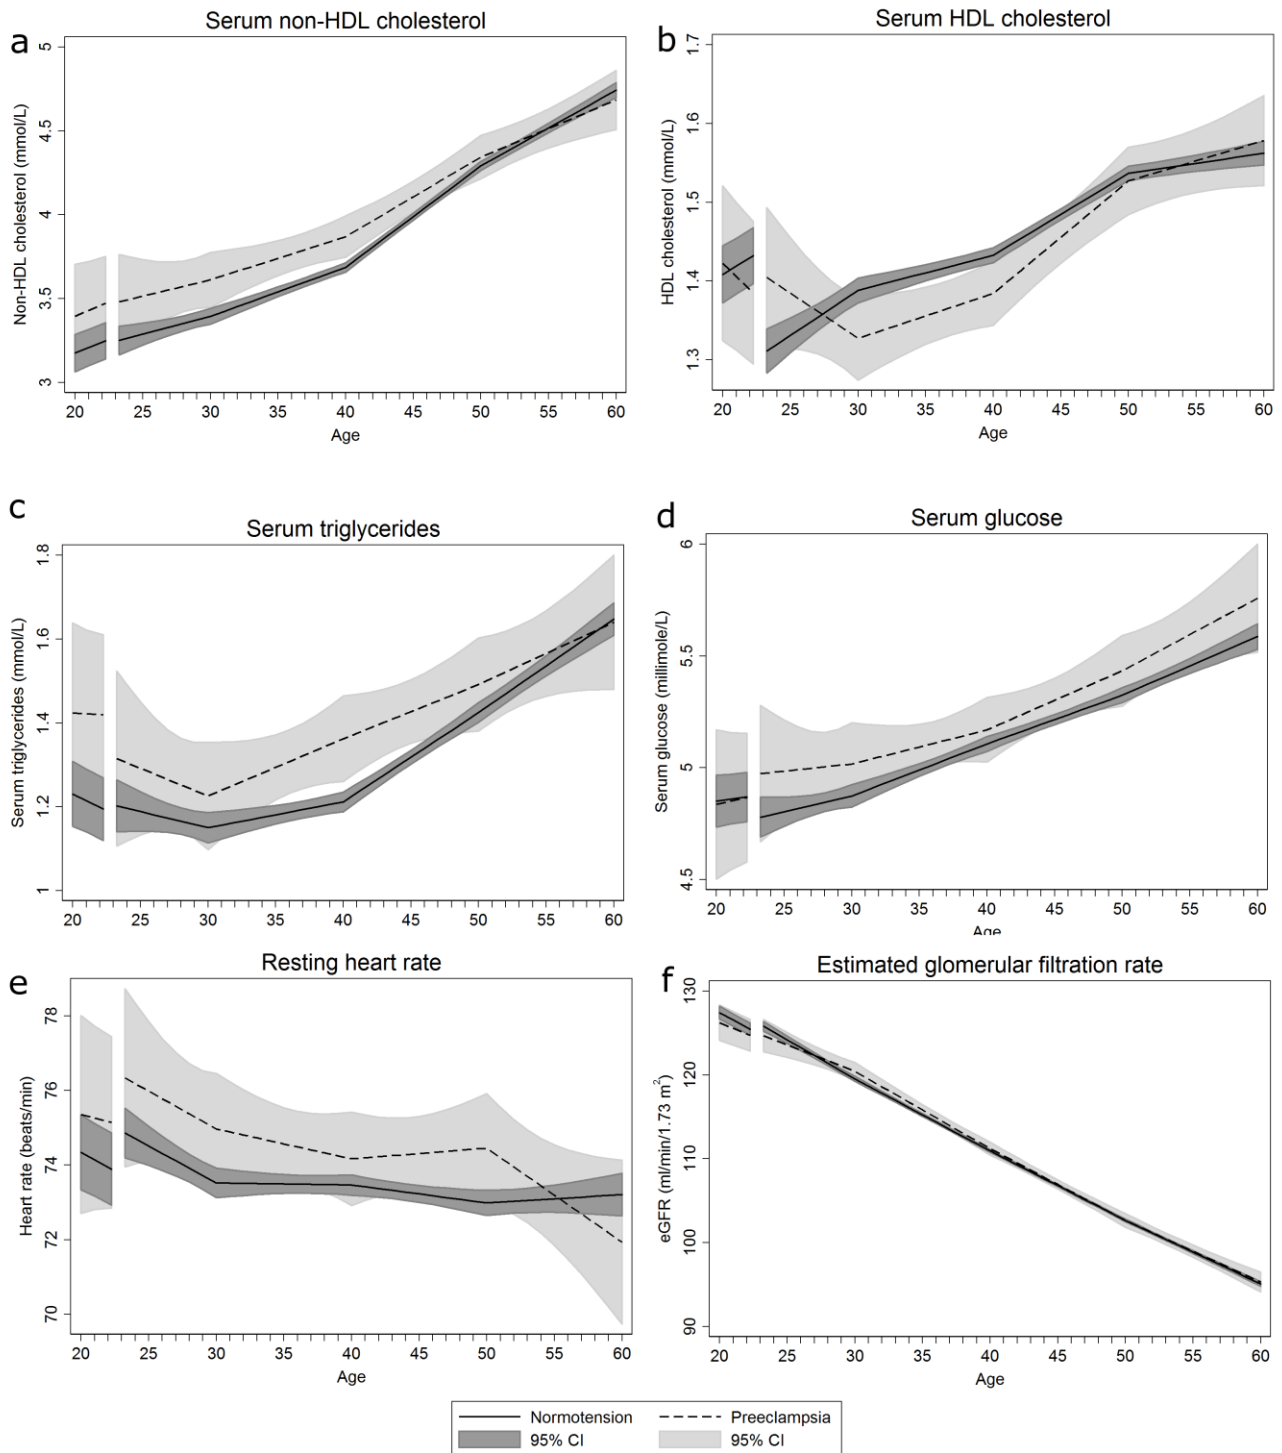 a
Serum non-HDL cholesterol
Non-HDL cholesterol (mmol/L)
5
4.5
4
3.5
3
20 25 30 35 40 45 50 55 60
Age
b
Serum HDL cholesterol
HDL cholesterol (mmol/L)
1.7
1.6
1.5
1.4
1.3
20 25 30 35 40 45 50 55 60
Age
c
Serum triglycerides
Serum triglycerides (mmol/L)
1.8
1.6
1.4
1.2
1
20 25 30 35 40 45 50 55 60
Age
d
Serum glucose
Serum glucose (millimole/L)
6
5.5
5
4.5
20 25 30 35 40 45 50 55 60
Age
e
Resting heart rate
Heart rate (beats/min)
78
76
74
72
70
20 25 30 35 40 45 50 55 60
Age
f
Estimated glomerular filtration rate
eGFR (ml/min/1.73 m²)
130
120
110
100
90
20 25 30 35 40 45 50 55 60
Age
Normotension Preeclampsia
95% CI 95% CI